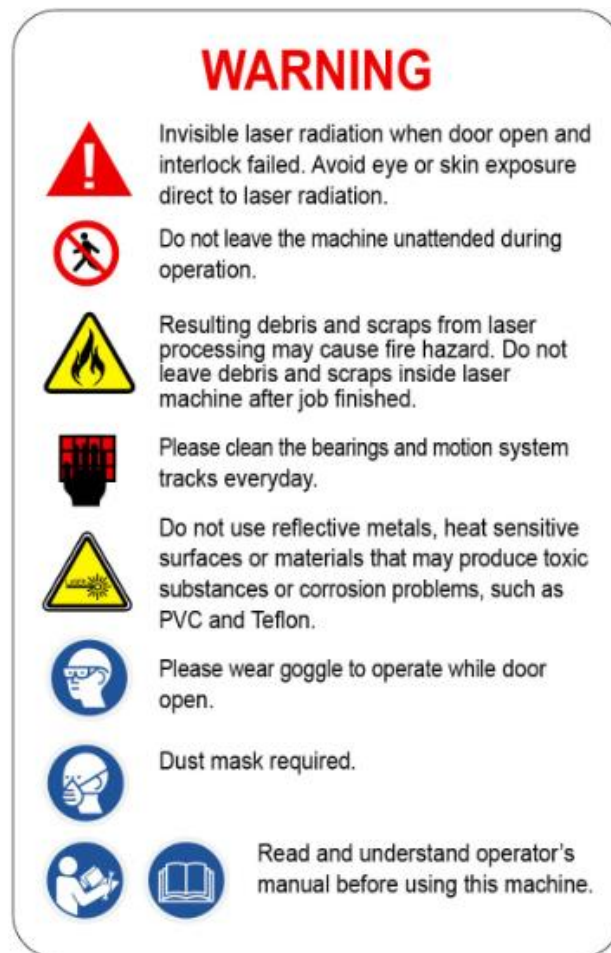 WARNING
Invisible laser radiation when door open and
interlock failed. Avoid eye or skin exposure
direct to laser radiation.
Do not leave the machine unattended during
operation.
Resulting debris and scraps from laser
processing may cause fire hazard. Do not
leave debris and scraps inside laser
machine after job finished.
Please clean the bearings and motion system
tracks everyday.
Do not use reflective metals, heat sensitive
surfaces or materials that may produce toxic
substances or corrosion problems, such as
PVC and Teflon.
Please wear goggle to operate while door
open.
Dust mask required.
Read and understand operator's
manual before using this machine.